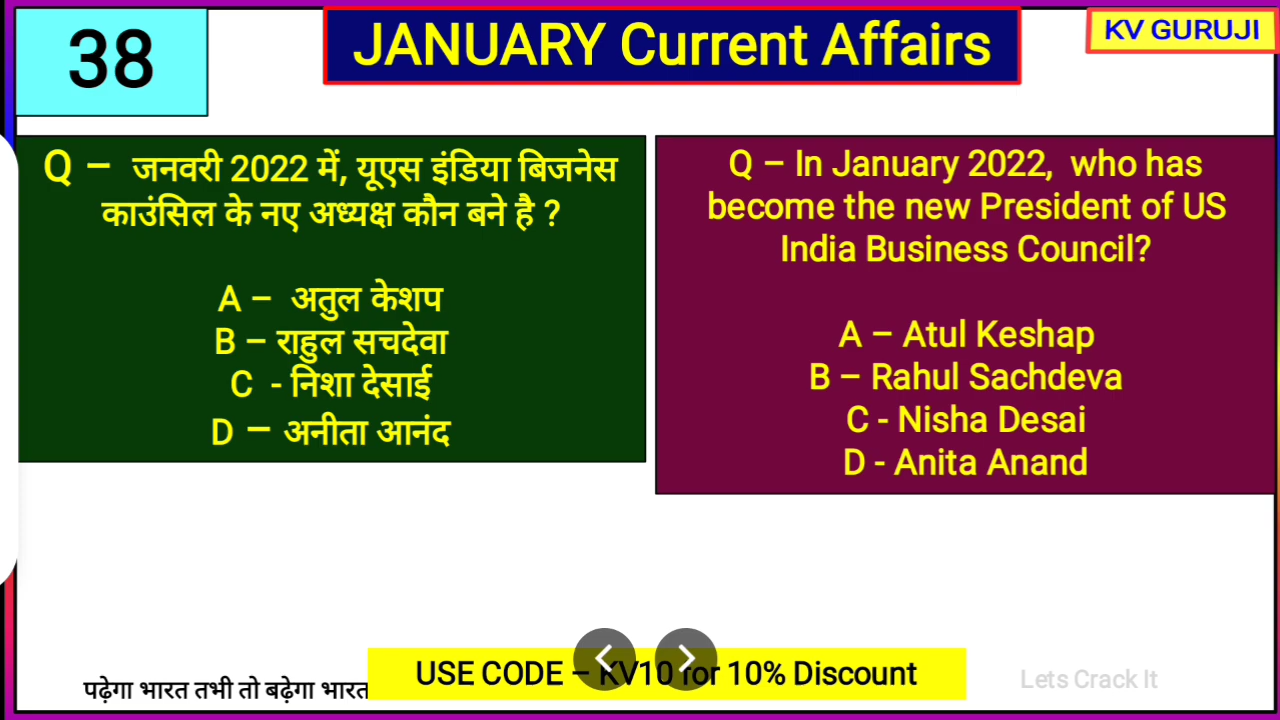 38
JANUARY Current Affairs
KV GURUJI
Q – जनवरी 2022 में, यूएस इंडिया बिजनेस
काउंसिल के नए अध्यक्ष कौन बने है ?
A – अतुल केशप
B – राहुल सचदेवा
C - निशा देसाई
D – अनीता आनंद
Q – In January 2022, who has
become the new President of US
India Business Council?
A – Atul Keshap
B – Rahul Sachdeva
C - Nisha Desai
D - Anita Anand
पढ़ेगा भारत तभी तो बढ़ेगा भारत
USE CODE – KV10 for 10% Discount
Lets Crack It